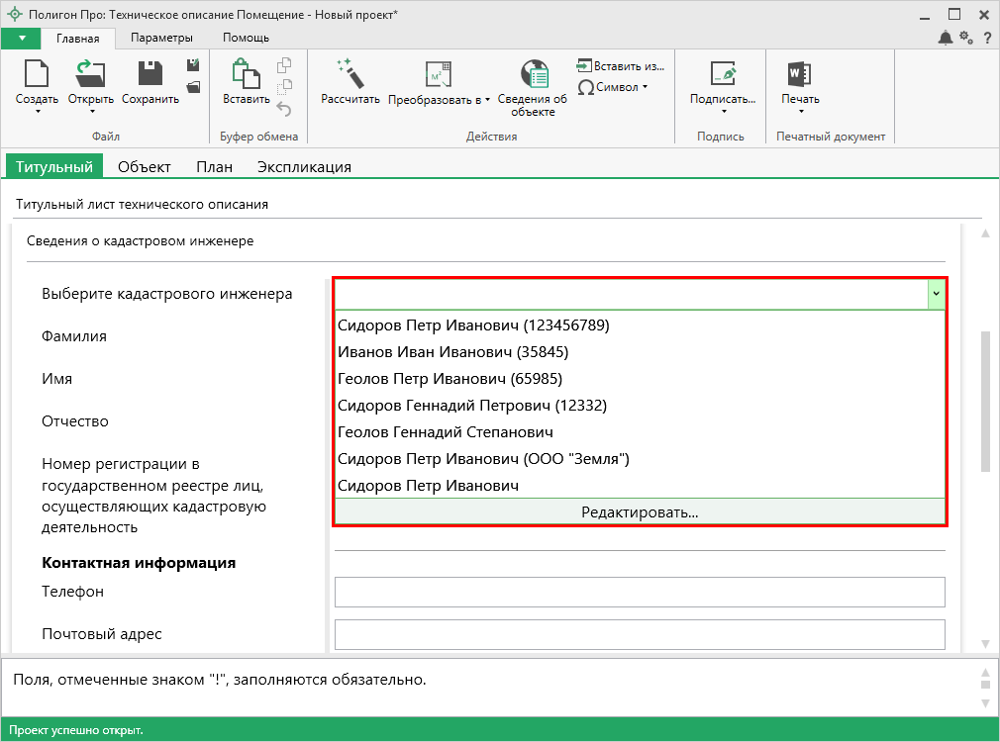 Полигон Про: Техническое описание Помещение - Новый проект*
Главная Параметры Помощь
?
Создать Открыть Сохранить
Вставить
Рассчитать
M²
Преобразовать в
Сведения об
объекте
Вставить из...
Символ
Подписать...
Печать
Файл Буфер обмена Действия Подпись Печатный документ
Титульный Объект План Экспликация
Титульный лист технического описания
Сведения о кадастровом инженере
Выберите кадастрового инженера
Сидоров Петр Иванович (123456789)
Фамилия
Иванов Иван Иванович (35845)
Имя
Геолов Петр Иванович (65985)
Сидоров Геннадий Петрович (12332)
Отчество
Геолов Геннадий Степанович
Номер регистрации в
государственном реестре лиц,
осуществляющих кадастровую
деятельность
Сидоров Петр Иванович (ООО "Земля")
Сидоров Петр Иванович
Редактировать...
Контактная информация
Телефон
Почтовый адрес
Поля, отмеченные знаком "!", заполняются обязательно.
Проект успешно открыт.